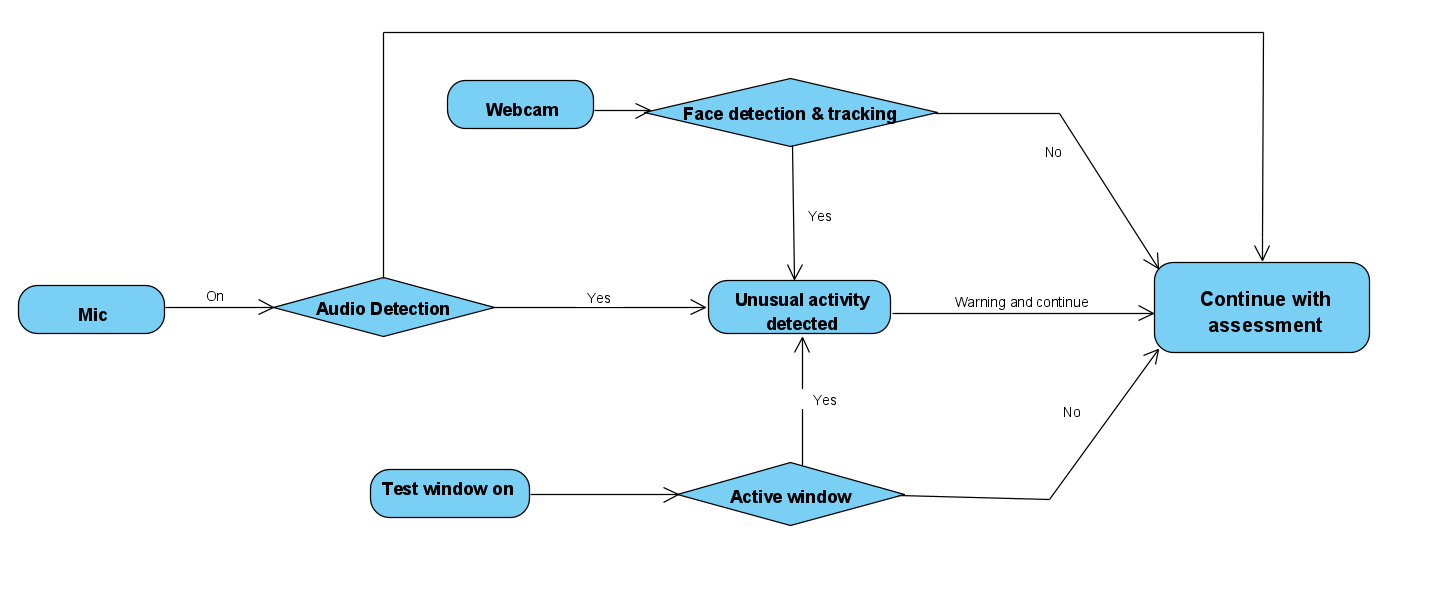 Webcam
Face detection & tracking
No
Yes
Mic
On
Audio Detection
Yes
Unusual activity
detected
Warning and continue
Continue with
assessment
Yes
No
Test window on
Active window